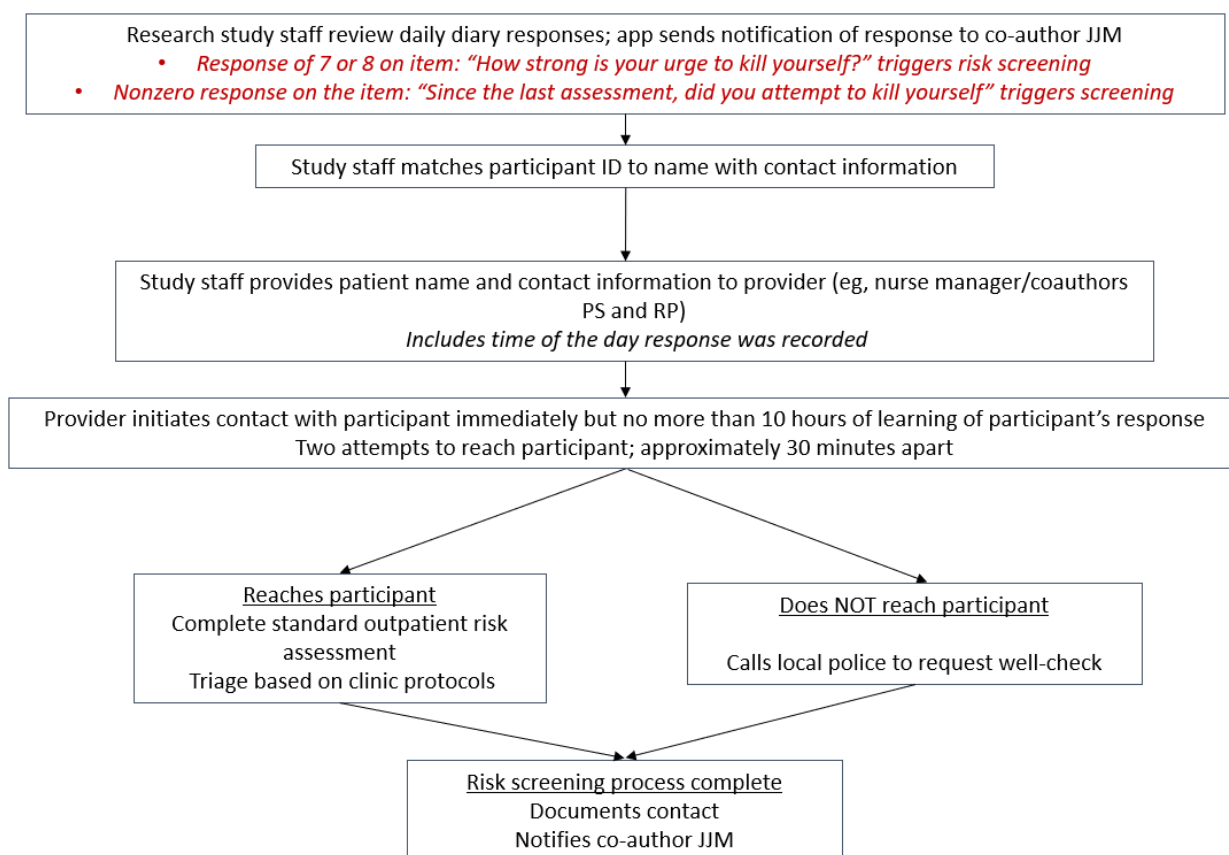 Research study staff review daily diary responses; app sends notification of response to co-author JJM
• Response of 7 or 8 on item: “How strong is your urge to kill yourself?” triggers risk screening
• Nonzero response on the item: “Since the last assessment, did you attempt to kill yourself” triggers screening
Study staff matches participant ID to name with contact information
Study staff provides patient name and contact information to provider (eg, nurse manager/coauthors
PS and RP)
Includes time of the day response was recorded
Provider initiates contact with participant immediately but no more than 10 hours of learning of participant’s response
Two attempts to reach participant; approximately 30 minutes apart
Reaches participant
Complete standard outpatient risk
assessment
Triage based on clinic protocols
Does NOT reach participant
Calls local police to request well-check
Risk screening process complete
Documents contact
Notifies co-author JJM